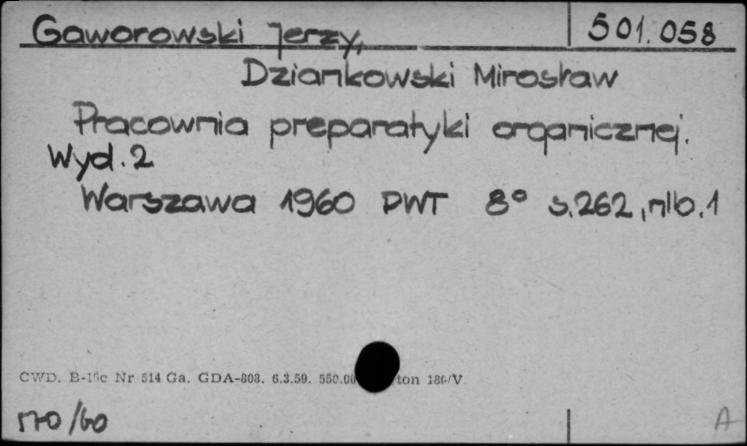 Gaworowski Jerzy, 501.058
Dziankowski Mirosław
Pracownia preparatyki organicznej.
Wyd. 2
Warszawa 1960 PWT 8° s. 262, nlb. 1
CWD. B-15c Nr 514 Ga. GDA-808. 6.3.59. 550.00 ton 180/V
170/60
A